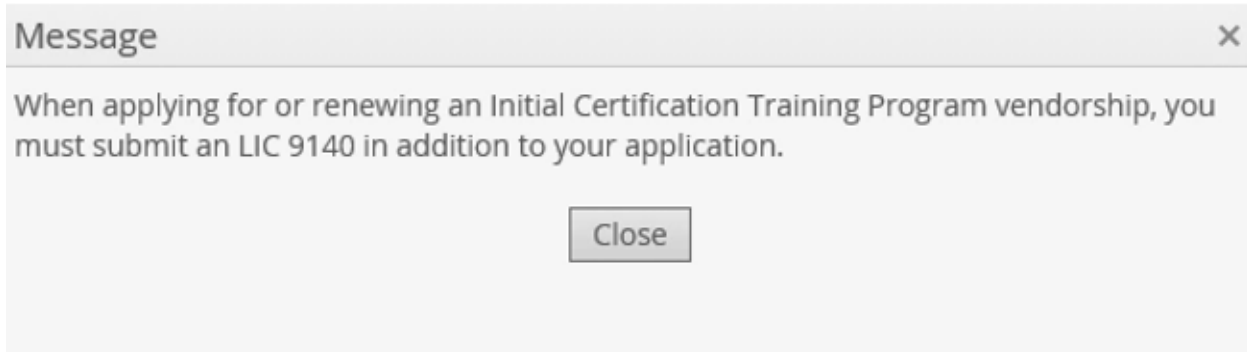 Message
When applying for or renewing an Initial Certification Training Program vendorship, you
must submit an LIC 9140 in addition to your application.
Close